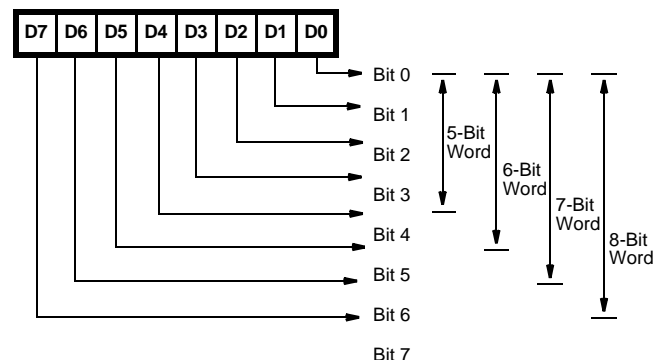 D7 D6 D5 D4 D3 D2 D1 D0
Bit 0
Bit 1
Bit 2
Bit 3
Bit 4
Bit 5
Bit 6
Bit 7
5-Bit
Word
6-Bit
Word
7-Bit
Word
8-Bit
Word